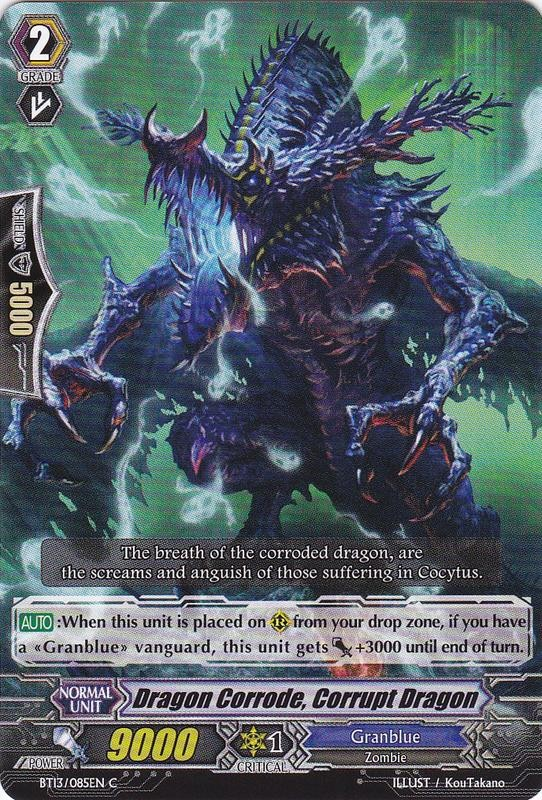 2
GRADE
SHIELD
5000
The breath of the corroded dragon, are
the screams and anguish of those suffering in Cocytus.
AUTO :When this unit is placed on R from your drop zone, if you have
a «Granblue» vanguard, this unit gets +3000 until end of turn.
NORMAL
UNIT
Dragon Corrode, Corrupt Dragon
POWER
9000
1
CRITICAL
Granblue
Zombie
BT13/085EN C
ILLUST / KouTakano